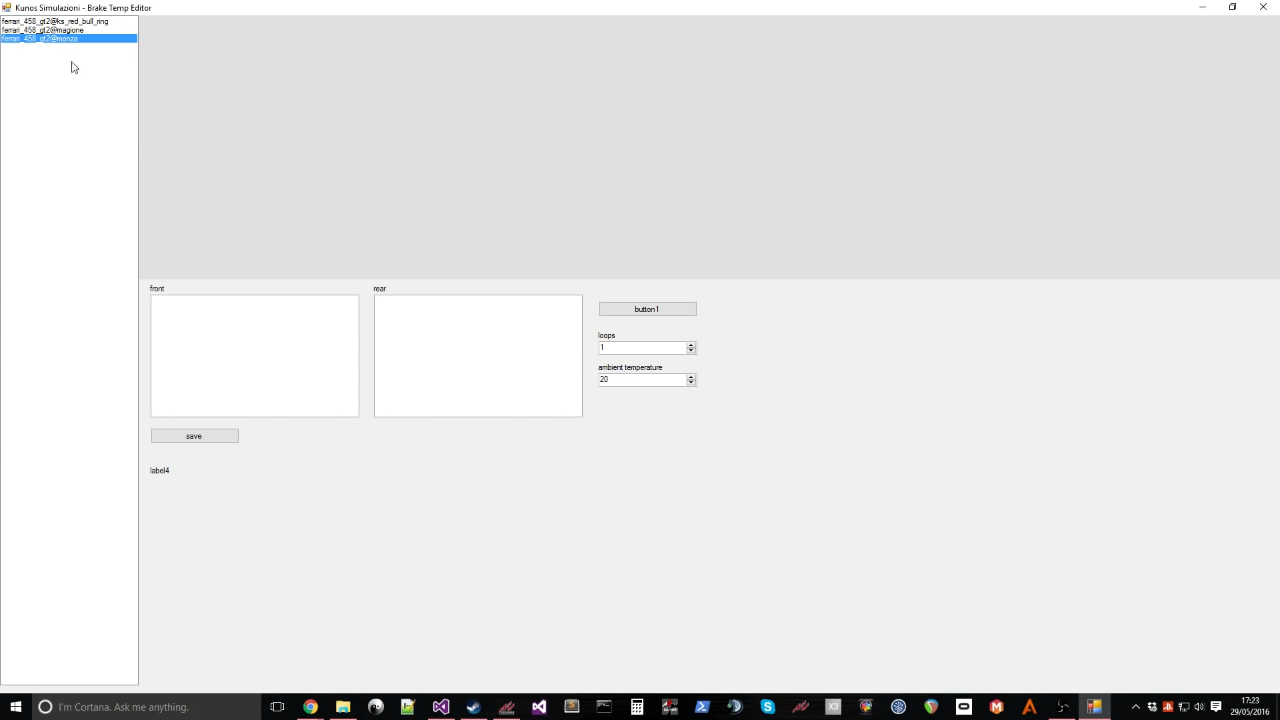 Kunos Simulazioni - Brake Temp Editor
ferrari_458_gt2@ks_red_bull_ring
ferrari_458_gt2@magione
ferrari_458_gt2@monza
front
rear
button1
loops
1
ambient temperature
20
save
label4
I'm Cortana. Ask me anything.
17:23
29/05/2016